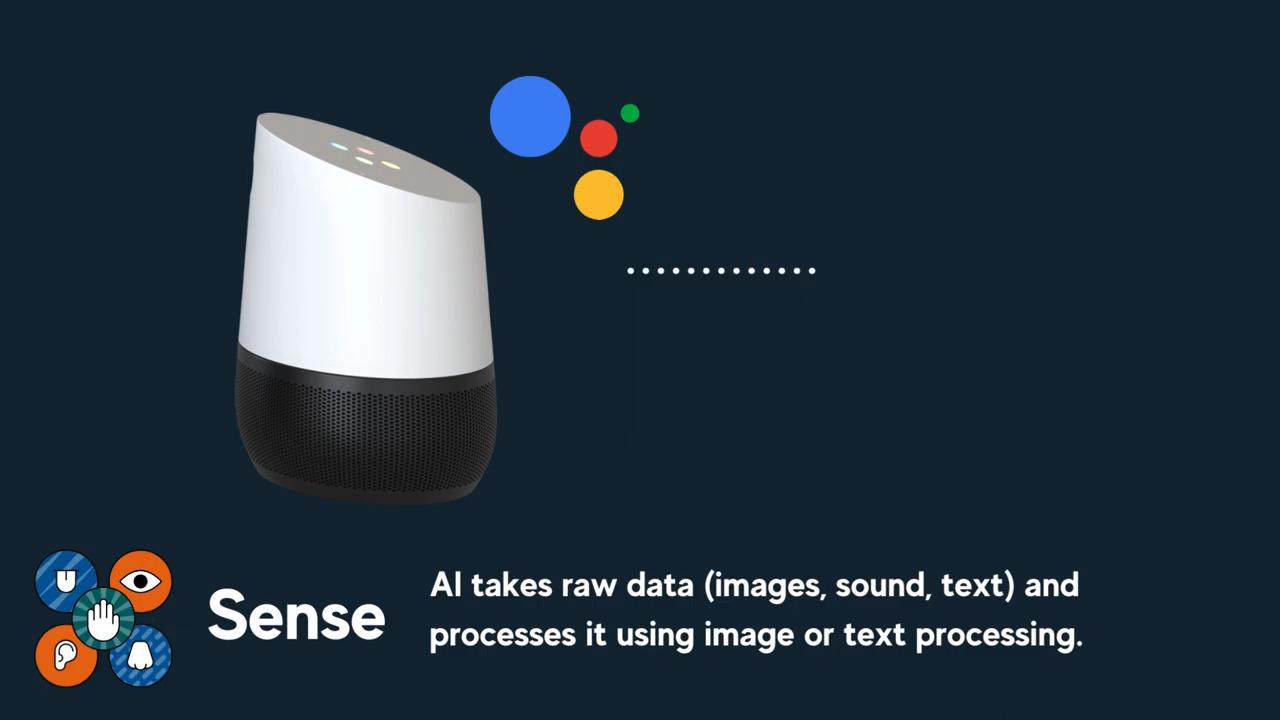 Sense
AI takes raw data (images, sound, text) and
processes it using image or text processing.